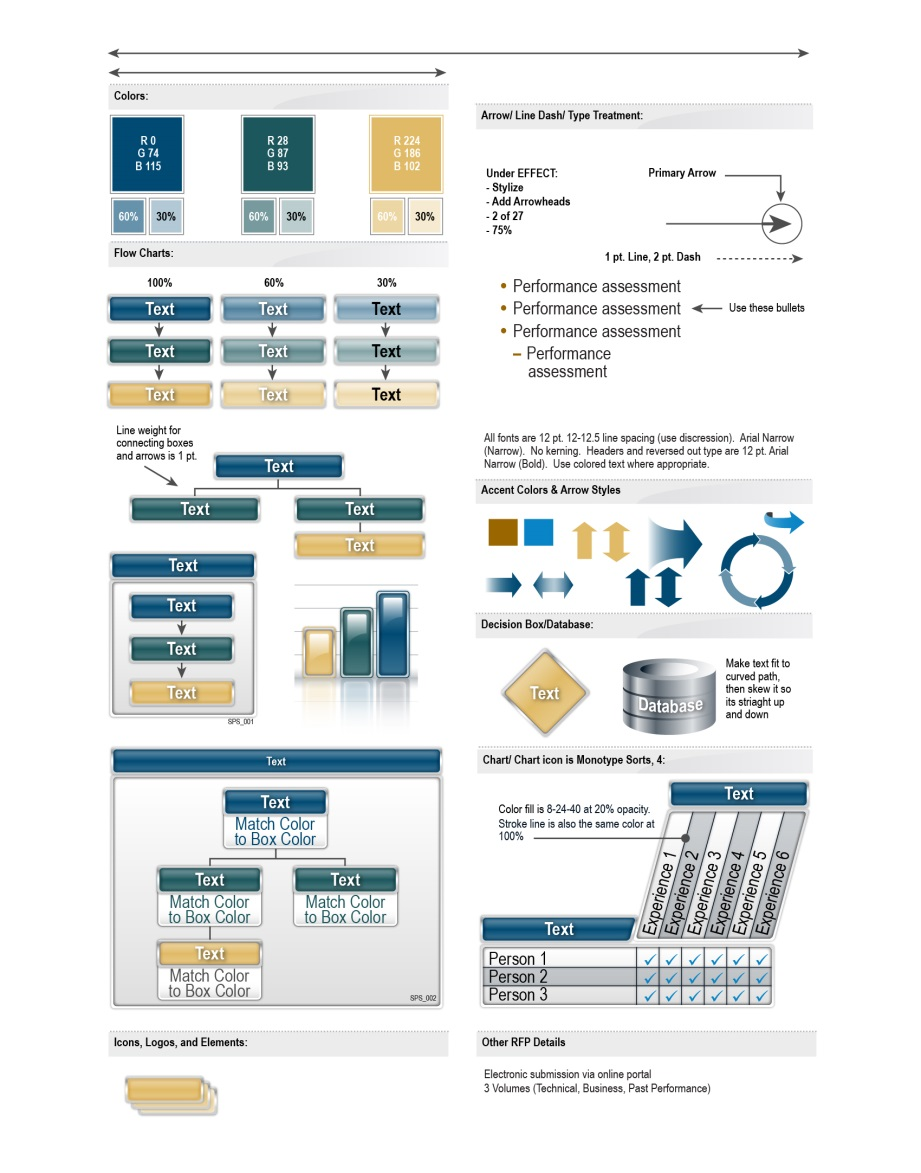 Colors:
R 0
G 74
B 115
R 28
G 87
B 93
R 224
G 186
B 102
60%
30%
60%
30%
60%
30%
Flow Charts:
100%
60%
30%
Text
Text
Text
Text
Text
Text
Text
Text
Text
Line weight for
connecting boxes
and arrows is 1 pt.
Text
Text
Text
Text
Text
Text
Text
Text
SPS_001
Text
Text
Match Color
to Box Color
Text
Match Color
to Box Color
Text
Match Color
to Box Color
Text
Match Color
to Box Color
SPS_002
Icons, Logos, and Elements:
Arrow/ Line Dash/ Type Treatment:
Under EFFECT:
- Stylize
- Add Arrowheads
- 2 of 27
- 75%
Primary Arrow
1 pt. Line, 2 pt. Dash
• Performance assessment
• Performance assessment
Use these bullets
• Performance assessment
– Performance
assessment
All fonts are 12 pt. 12-12.5 line spacing (use discression). Arial Narrow
(Narrow). No kerning. Headers and reversed out type are 12 pt. Arial
Narrow (Bold). Use colored text where appropriate.
Accent Colors & Arrow Styles
Decision Box/Database:
Text
Database
Make text fit to
curved path,
then skew it so
its striaght up
and down
Chart/ Chart icon is Monotype Sorts, 4:
Color fill is 8-24-40 at 20% opacity.
Stroke line is also the same color at
100%
Text
Experience 1
Experience 2
Experience 3
Experience 4
Experience 5
Experience 6
Text
Person 1 ✓ ✓ ✓ ✓ ✓ ✓
Person 2 ✓ ✓ ✓ ✓ ✓ ✓
Person 3 ✓ ✓ ✓ ✓ ✓ ✓
Other RFP Details
Electronic submission via online portal
3 Volumes (Technical, Business, Past Performance)